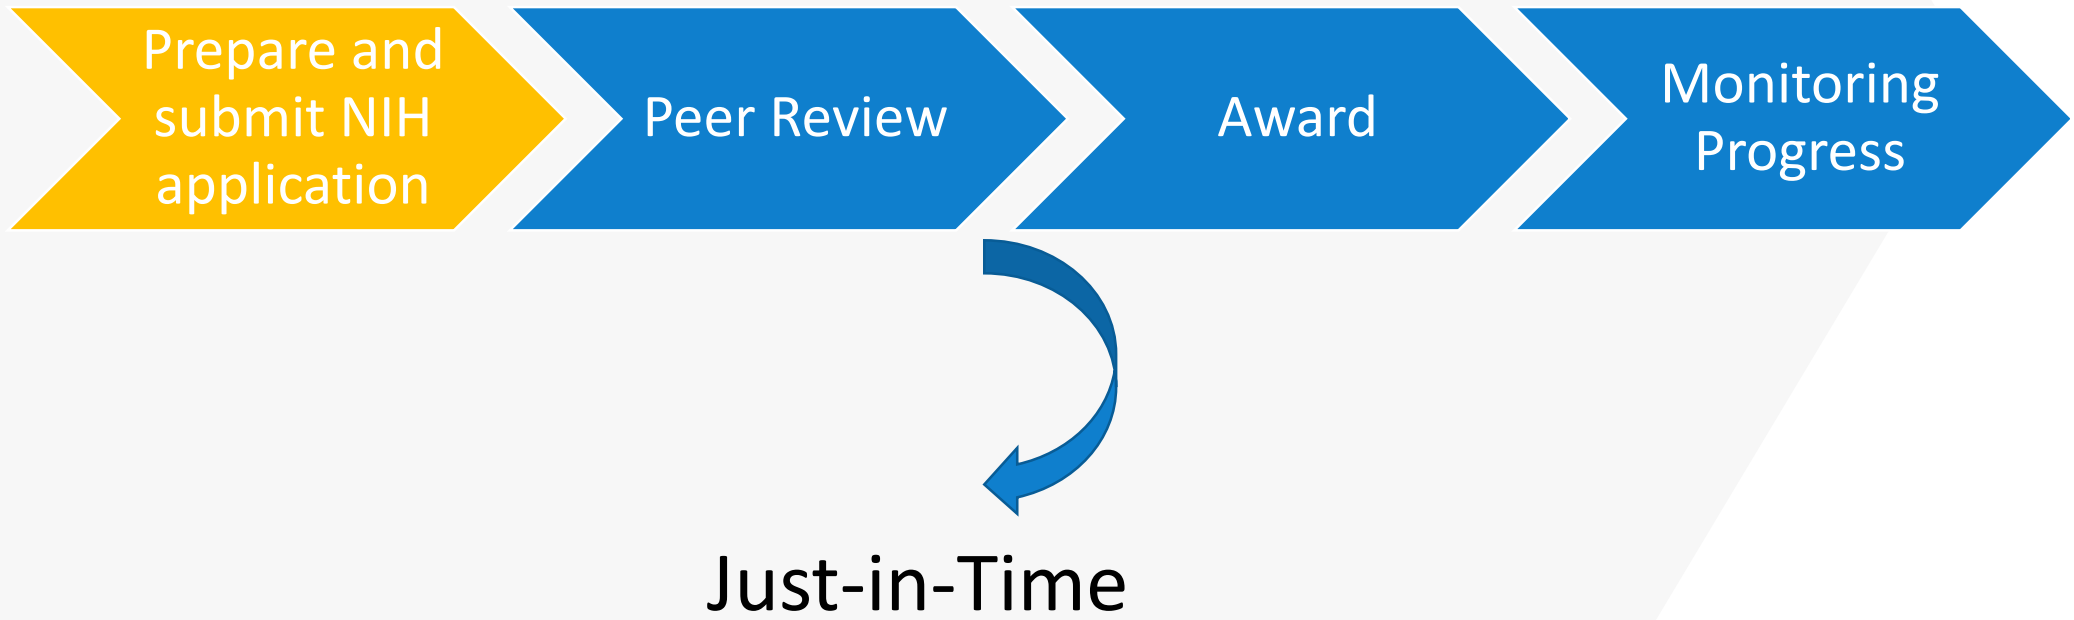 Prepare and
submit NIH
application
Peer Review
Award
Monitoring
Progress
Just-in-Time